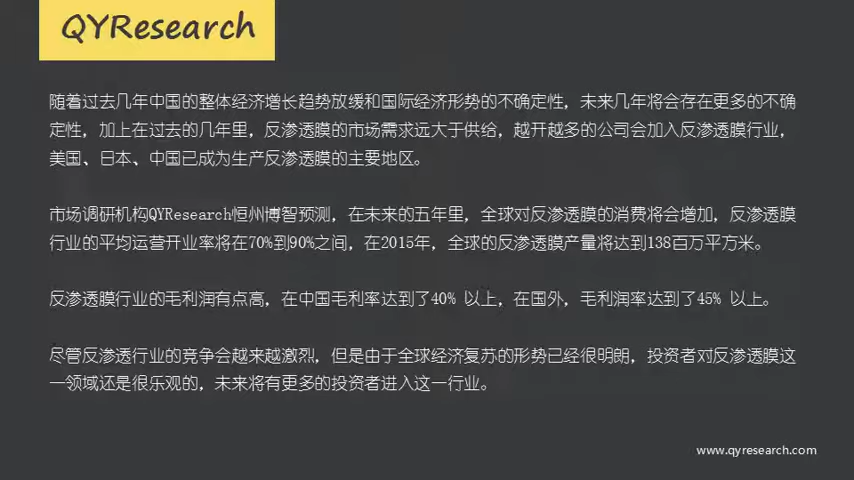 QYResearch
随着过去几年中国的整体经济增长趋势放缓和国际经济形势的不确定性，未来几年将会存在更多的不确
定性，加上在过去的几年里，反渗透膜的市场需求远大于供给，越开越多的公司会加入反渗透膜行业，
美国、日本、中国已成为生产反渗透膜的主要地区。
市场调研机构QYResearch恒州博智预测，在未来的五年里，全球对反渗透膜的消费将会增加，反渗透膜
行业的平均运营开业率将在70%到90%之间，在2015年，全球的反渗透膜产量将达到138百万平方米。
反渗透膜行业的毛利润有点高，在中国毛利率达到了40% 以上，在国外，毛利润率达到了45% 以上。
尽管反渗透行业的竞争会越来越激烈，但是由于全球经济复苏的形势已经很明朗，投资者对反渗透膜这
一领域还是很乐观的，未来将有更多的投资者进入这一行业。
www.qyresearch.com